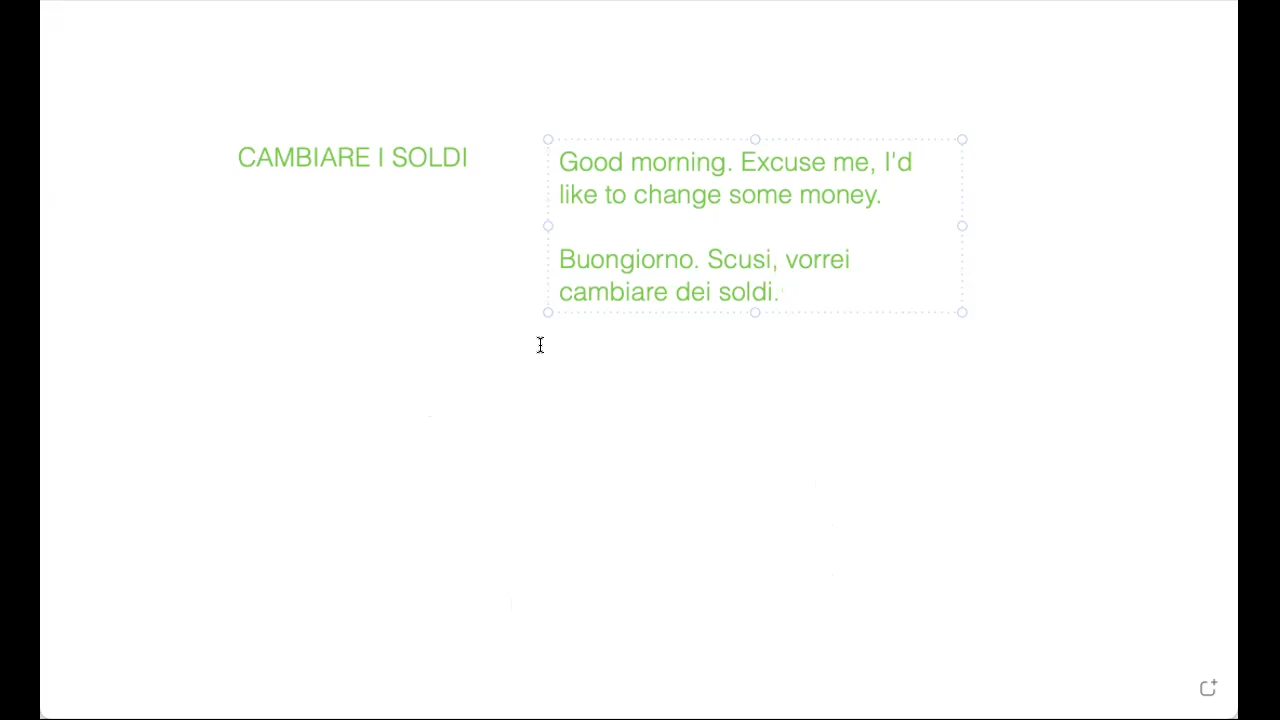 CAMBIARE I SOLDI
Good morning. Excuse me, I'd
like to change some money.
Buongiorno. Scusi, vorrei
cambiare dei soldi.